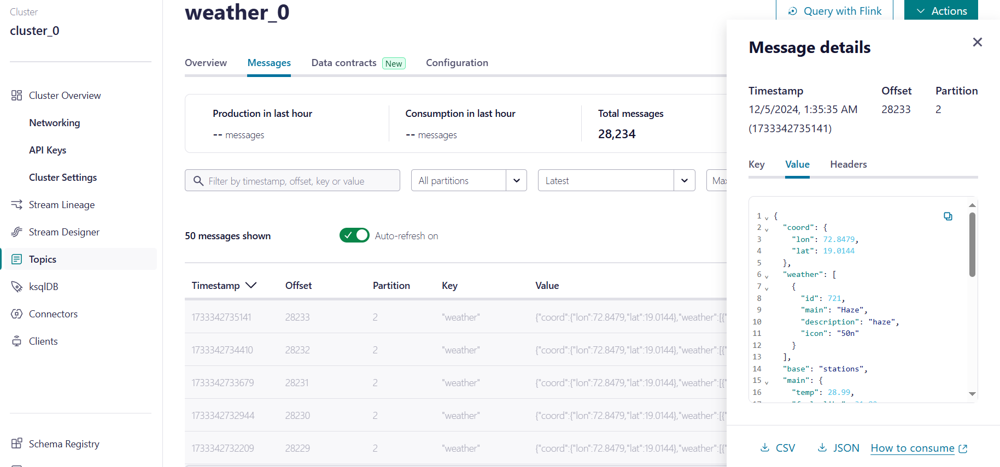 Cluster
cluster_0
Cluster Overview
Networking
API Keys
Cluster Settings
Stream Lineage
Stream Designer
Topics
ksqlDB
Connectors
Clients
Schema Registry
weather_0
Query with Flink
Actions
Overview
Messages
Data contracts New
Configuration
Production in last hour
-- messages
Consumption in last hour
-- messages
Total messages
28,234
Filter by timestamp, offset, key or value
All partitions
Latest
50 messages shown
Auto-refresh on
Timestamp Offset Partition Key Value
1733342735141 28233 2 "weather" {"coord":{"lon":72.8479,"lat":19.0144},"weather":[{"
1733342734410 28232 2 "weather" {"coord":{"lon":72.8479,"lat":19.0144},"weather":[{"
1733342733679 28231 2 "weather" {"coord":{"lon":72.8479,"lat":19.0144},"weather":[{"
1733342732944 28230 2 "weather" {"coord":{"lon":72.8479,"lat":19.0144},"weather":[{"
1733342732209 28229 2 "weather" {"coord":{"lon":72.8479,"lat":19.0144},"weather":[{"
Message details
Timestamp Offset Partition
12/5/2024, 1:35:35 AM 28233 2
(1733342735141)
Key Value Headers
1 {
2 "coord": {
3 "lon": 72.8479,
4 "lat": 19.0144
5 },
6 "weather": [
7 {
8 "id": 721,
9 "main": "Haze",
10 "description": "haze",
11 "icon": "50n"
12 }
13 ],
14 "base": "stations",
15 "main": {
16 "temp": 28.99,
CSV JSON How to consume